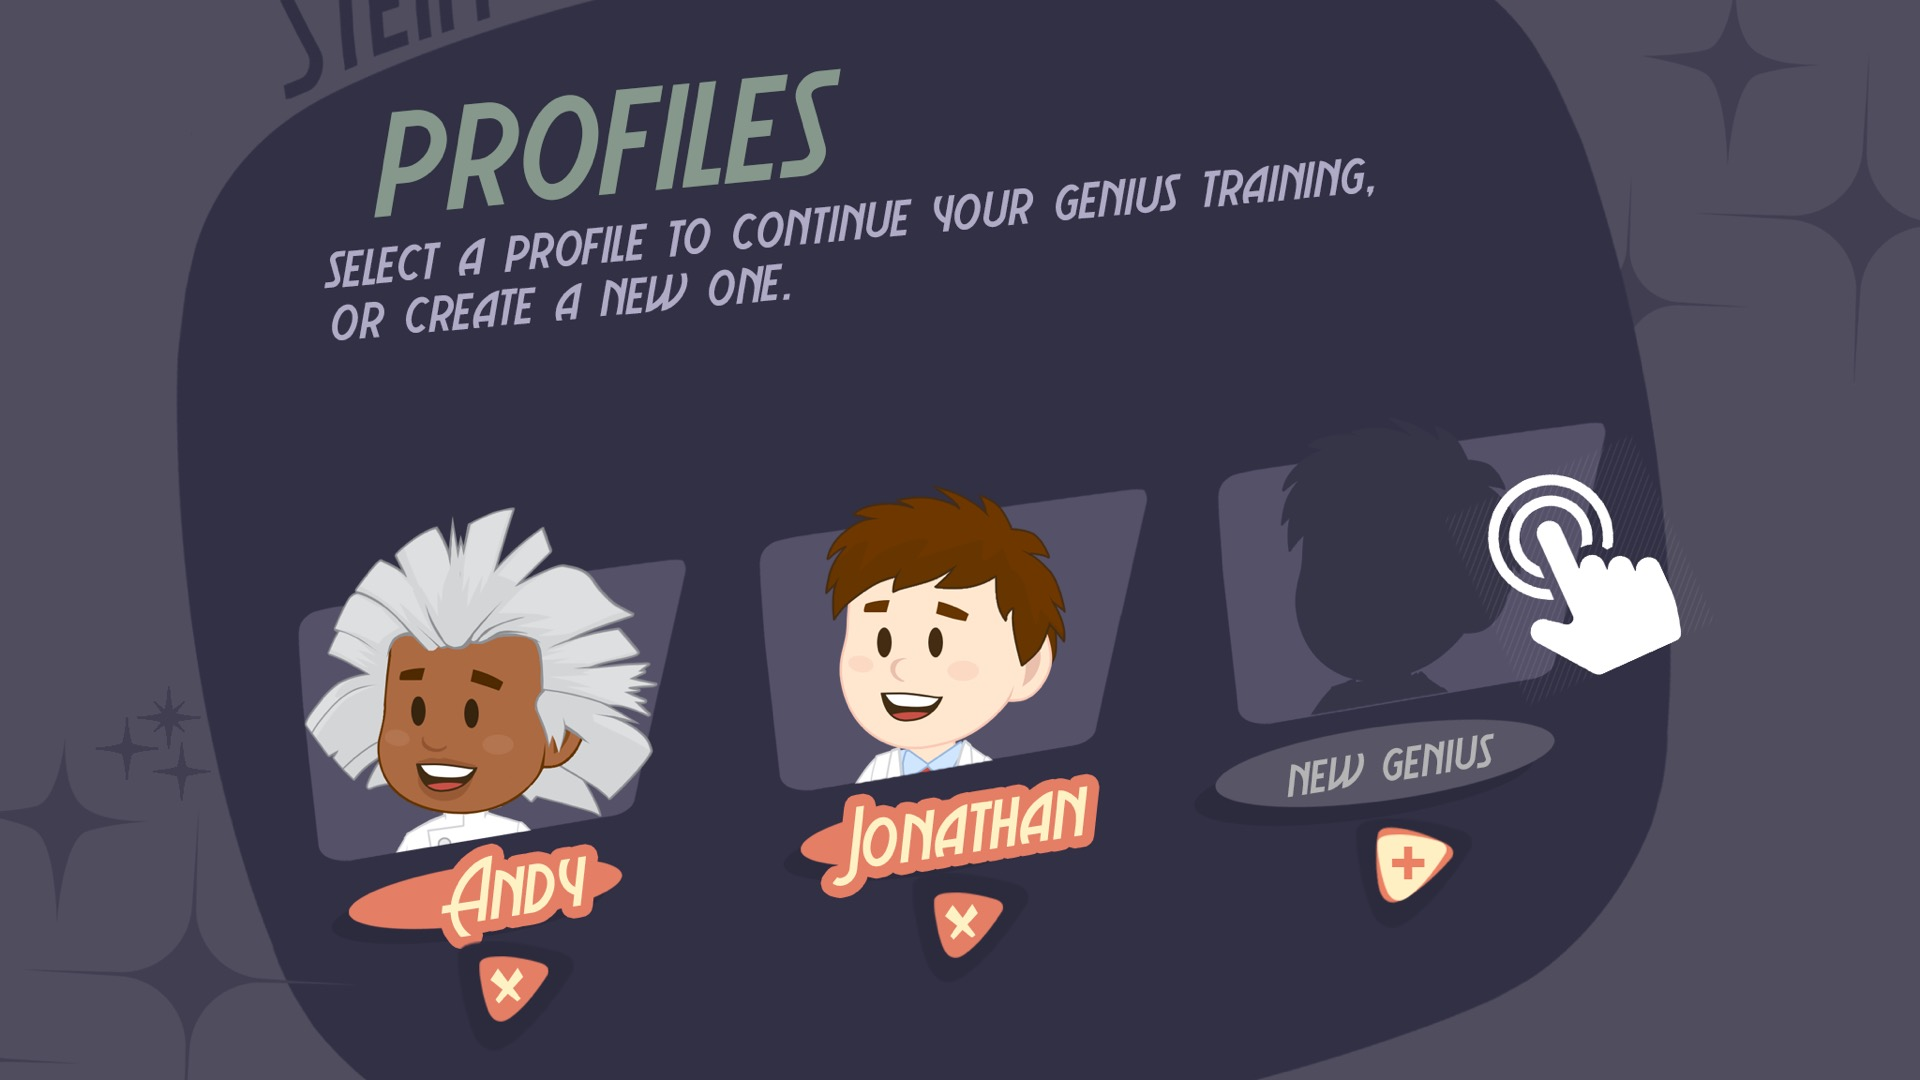 PROFILES
SELECT A PROFILE TO CONTINUE YOUR GENIUS TRAINING,
OR CREATE A NEW ONE.
ANDY
JONATHAN
NEW GENIUS